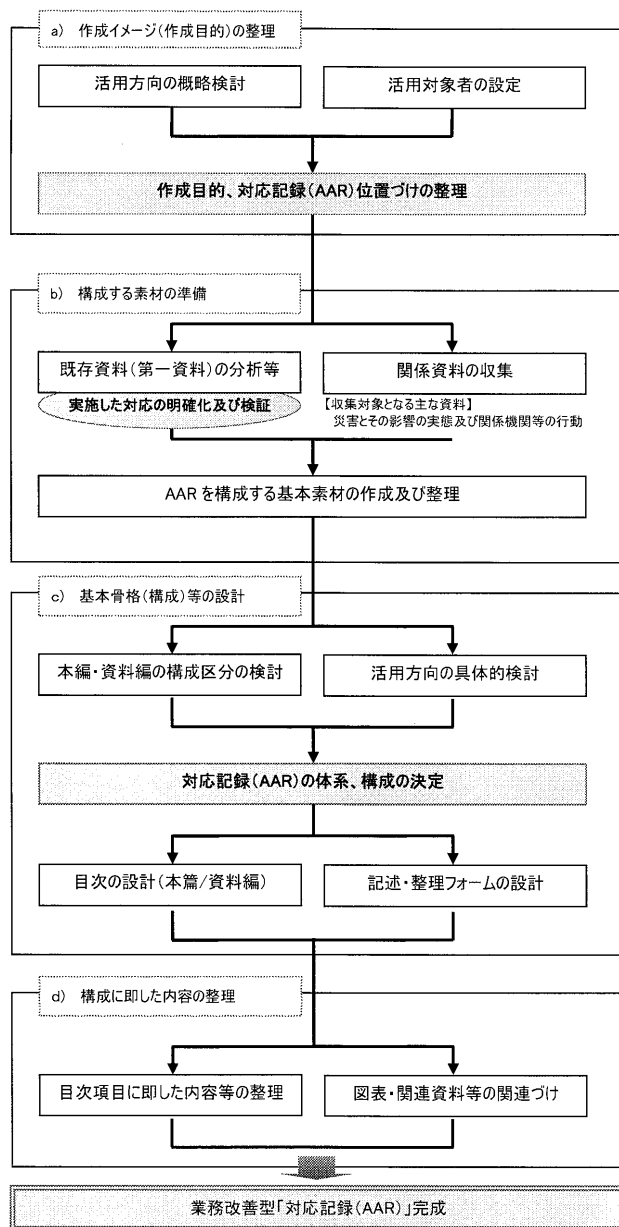 a) 作成イメージ(作成目的)の整理
活用方向の概略検討
活用対象者の設定
作成目的、対応記録(AAR)位置づけの整理
b) 構成する素材の準備
既存資料(第一資料)の分析等
関係資料の収集
実施した対応の明確化及び検証
【収集対象となる主な資料】
災害とその影響の実態及び関係機関等の行動
AARを構成する基本素材の作成及び整理
c) 基本骨格(構成)等の設計
本編・資料編の構成区分の検討
活用方向の具体的検討
対応記録(AAR)の体系、構成の決定
目次の設計(本篇/資料編)
記述・整理フォームの設計
d) 構成に即した内容の整理
目次項目に即した内容等の整理
図表・関連資料等の関連づけ
業務改善型「対応記録(AAR)」完成